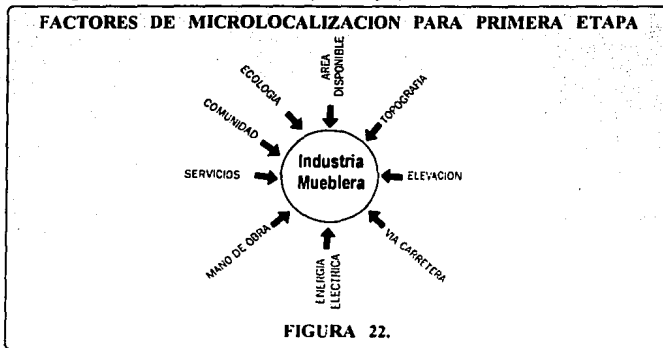 FACTORES DE MICROLOCALIZACION PARA PRIMERA ETAPA
AREA
DISPONIBLE
ECOLOGIA
TOPOGRAFIA
COMUNIDAD
Industria
Mueblera
SERVICIOS
ELEVACION
MANO DE OBRA
VIA CARRETERA
ENERGIA
ELECTRICA
FIGURA 22.